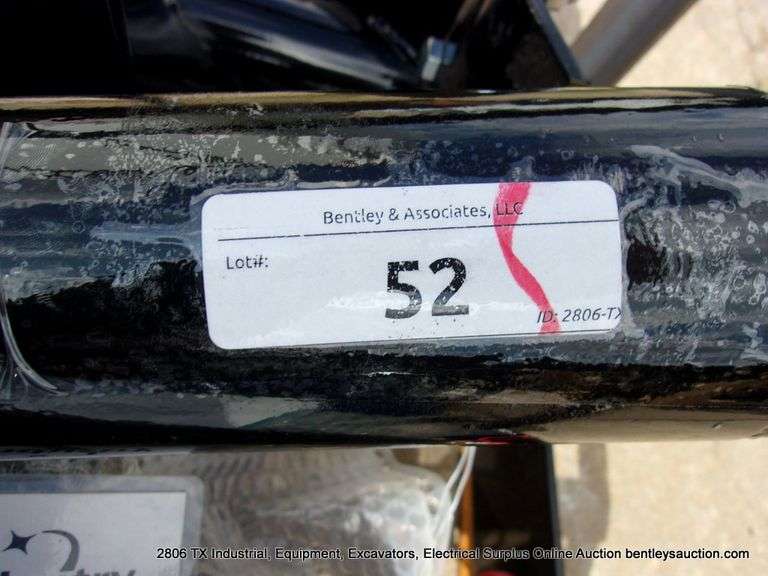 Bentley & Associates, LLC
Lot#:
52
ID: 2806-TX
2806 TX Industrial, Equipment, Excavators, Electrical Surplus Online Auction bentleysauction.com